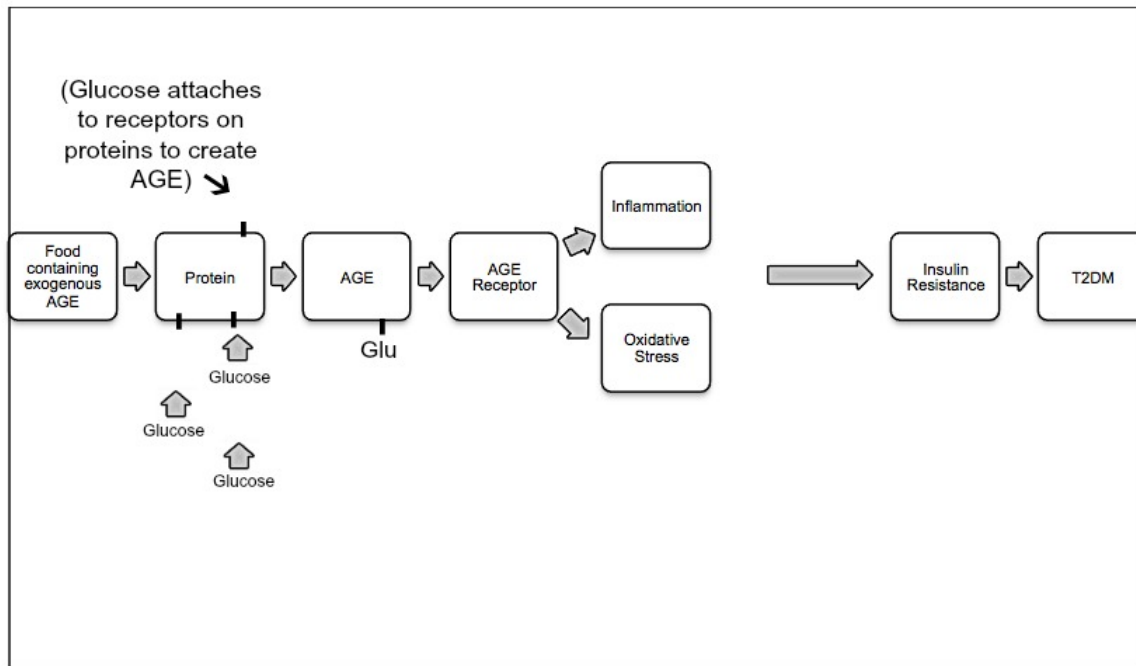 (Glucose attaches
to receptors on
proteins to create
AGE)
Food
containing
exogenous
AGE
Protein
AGE
AGE
Receptor
Inflammation
Oxidative
Stress
Insulin
Resistance
T2DM
Glu
Glucose
Glucose
Glucose